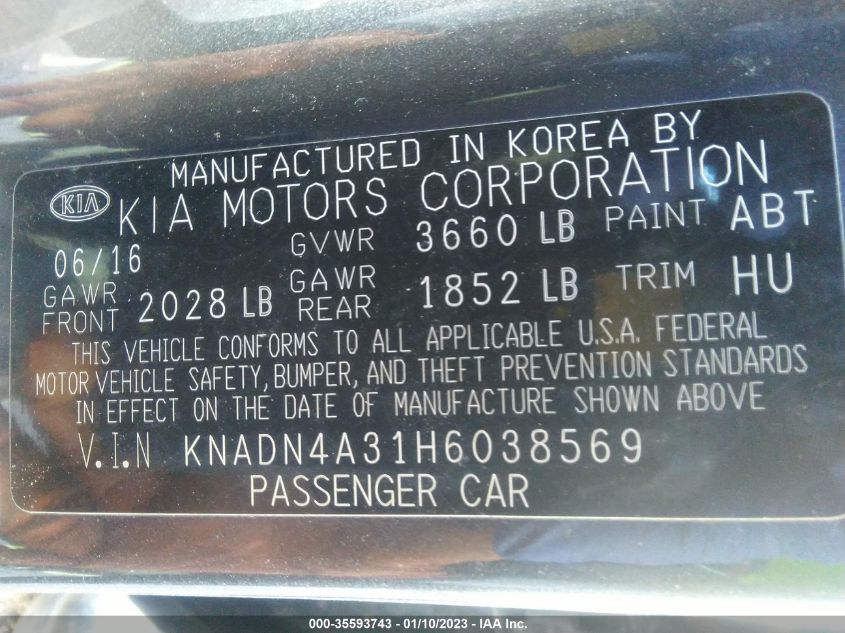 MANUFACTURED IN KOREA BY
KIA KIA MOTORS CORPORATION
06/16 GVWR 3660 LB PAINT ABT
GAWR FRONT 2028 LB GAWR REAR 1852 LB TRIM HU
THIS VEHICLE CONFORMS TO ALL APPLICABLE U.S.A. FEDERAL
MOTOR VEHICLE SAFETY, BUMPER, AND THEFT PREVENTION STANDARDS
IN EFFECT ON THE DATE OF MANUFACTURE SHOWN ABOVE
V.I.N KNADN4A31H6038569
PASSENGER CAR
000-35593743 - 01/10/2023 - IAA Inc.